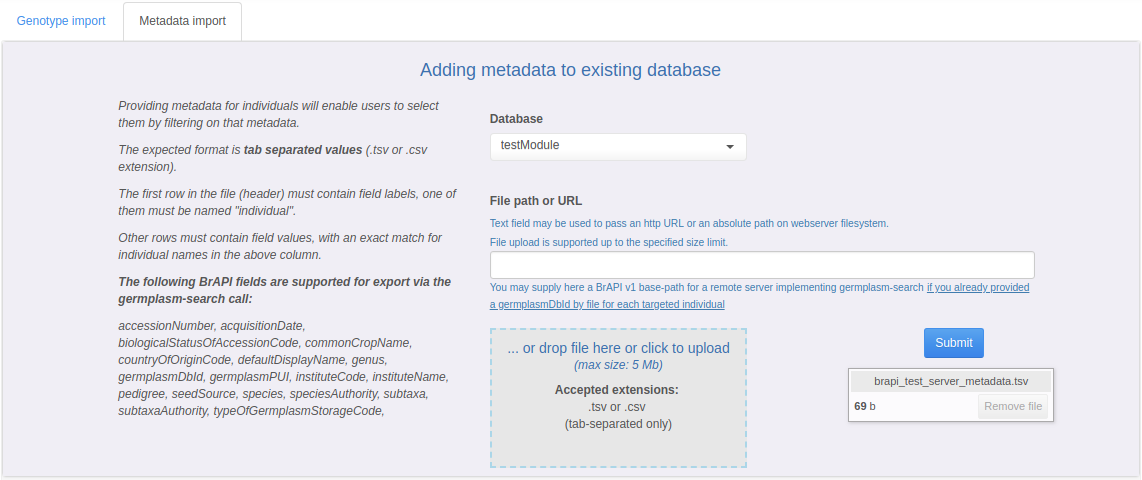 Genotype import
Metadata import
Adding metadata to existing database
Providing metadata for individuals will enable users to select
them by filtering on that metadata.
The expected format is tab separated values (.tsv or .csv
extension).
The first row in the file (header) must contain field labels, one of
them must be named "individual".
Other rows must contain field values, with an exact match for
individual names in the above column.
The following BrAPI fields are supported for export via the
germplasm-search call:
accessionNumber, acquisitionDate,
biologicalStatusOfAccessionCode, commonCropName,
countryOfOriginCode, defaultDisplayName, genus,
germplasmDbId, germplasmPUI, instituteCode, instituteName,
pedigree, seedSource, species, speciesAuthority, subtaxa,
subtaxaAuthority, typeOfGermplasmStorageCode,
Database
testModule
File path or URL
Text field may be used to pass an http URL or an absolute path on webserver filesystem.
File upload is supported up to the specified size limit.
You may supply here a BrAPI v1 base-path for a remote server implementing germplasm-search if you already provided
a germplasmDbId by file for each targeted individual
... or drop file here or click to upload
(max size: 5 Mb)
Accepted extensions:
.tsv or .csv
(tab-separated only)
Submit
brapi_test_server_metadata.tsv
69 b
Remove file